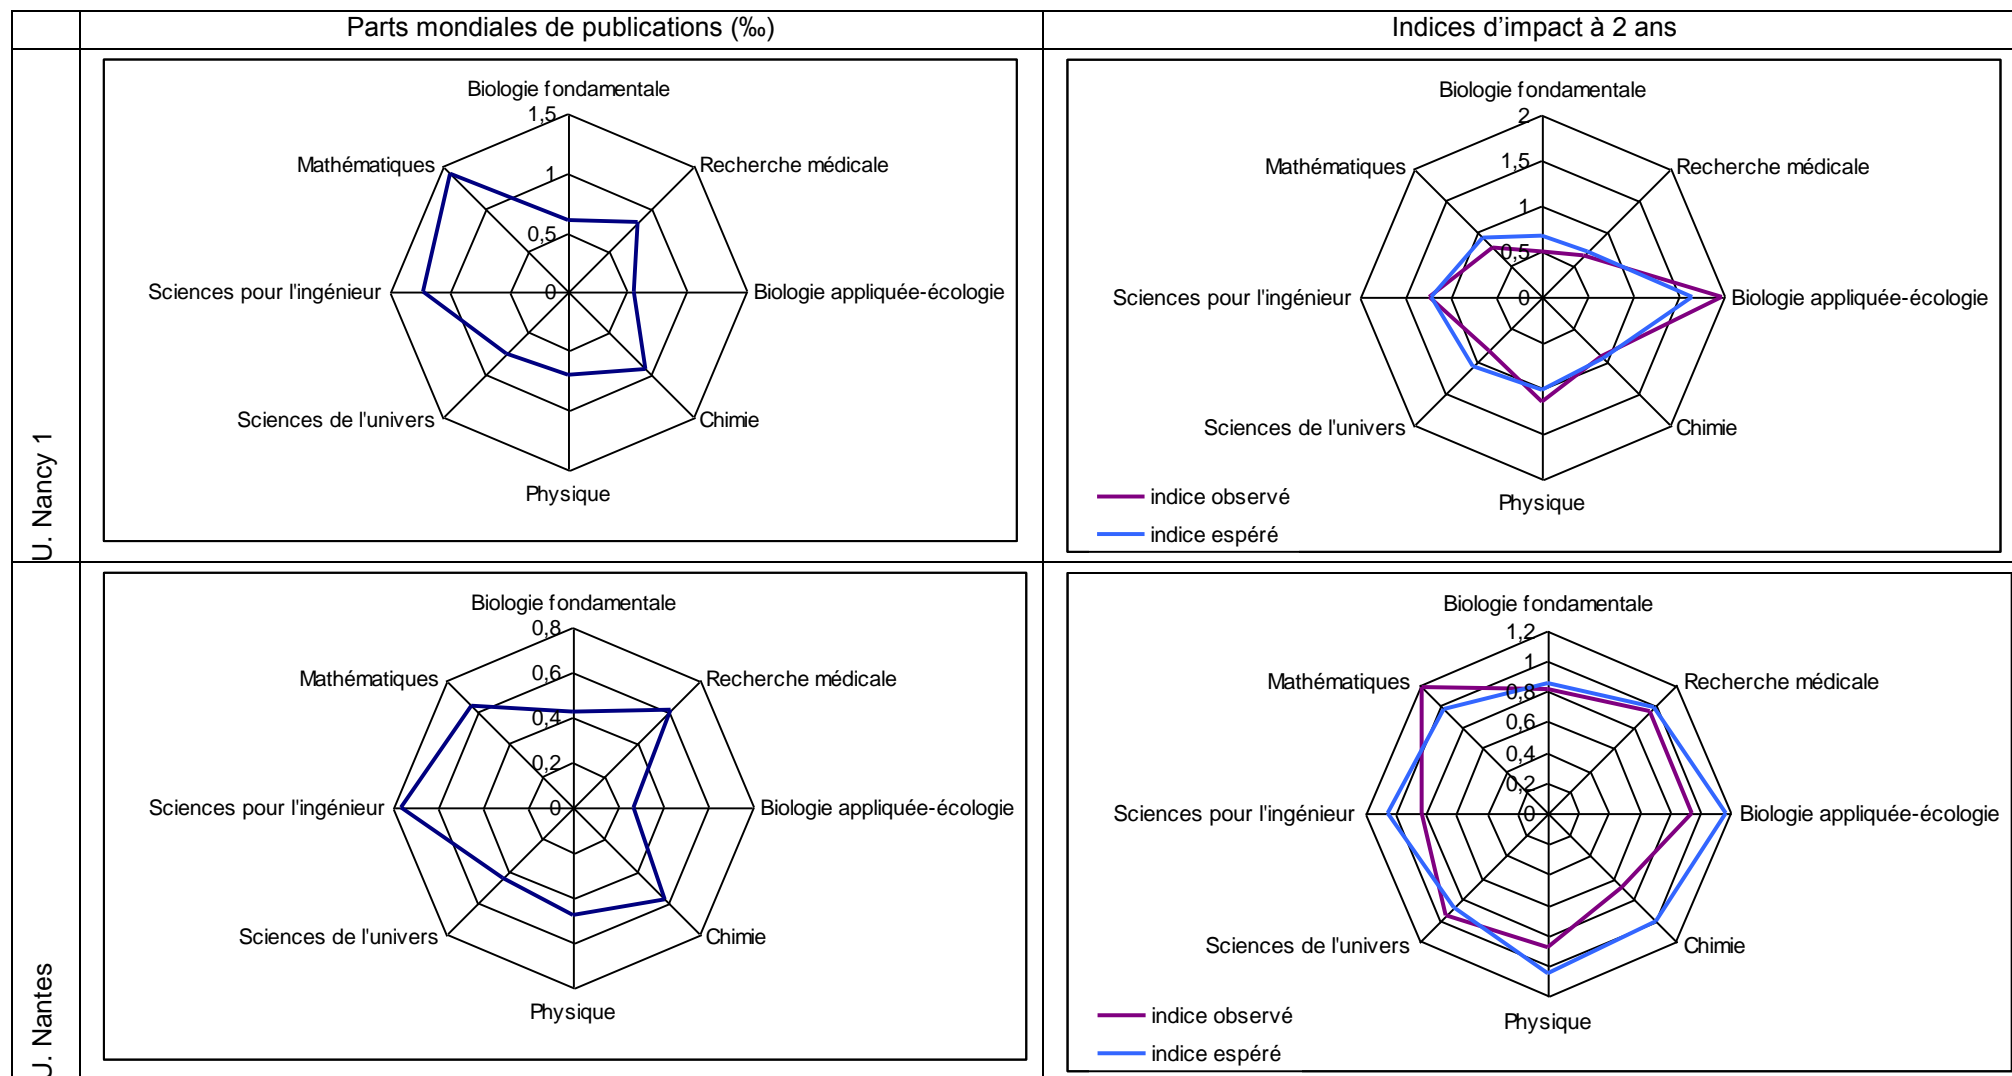 Parts mondiales de publications (‰)
Indices d'impact à 2 ans
U. Nancy 1
Biologie fondamentale
1,5
Mathématiques
Recherche médicale
1
0,5
Sciences pour l'ingénieur
0
Biologie appliquée-écologie
Sciences de l'univers
Chimie
Physique
Biologie fondamentale
2
Mathématiques
1,5
Recherche médicale
1
0,5
Sciences pour l'ingénieur
0
Biologie appliquée-écologie
Sciences de l'univers
Chimie
Physique
indice observé
indice espéré
U. Nantes
Biologie fondamentale
0,8
Mathématiques
0,6
Recherche médicale
0,4
0,2
Sciences pour l'ingénieur
0
Biologie appliquée-écologie
Sciences de l'univers
Chimie
Physique
Biologie fondamentale
1,2
1
Mathématiques
0,8
Recherche médicale
0,6
0,4
0,2
Sciences pour l'ingénieur
0
Biologie appliquée-écologie
Sciences de l'univers
Chimie
Physique
indice observé
indice espéré